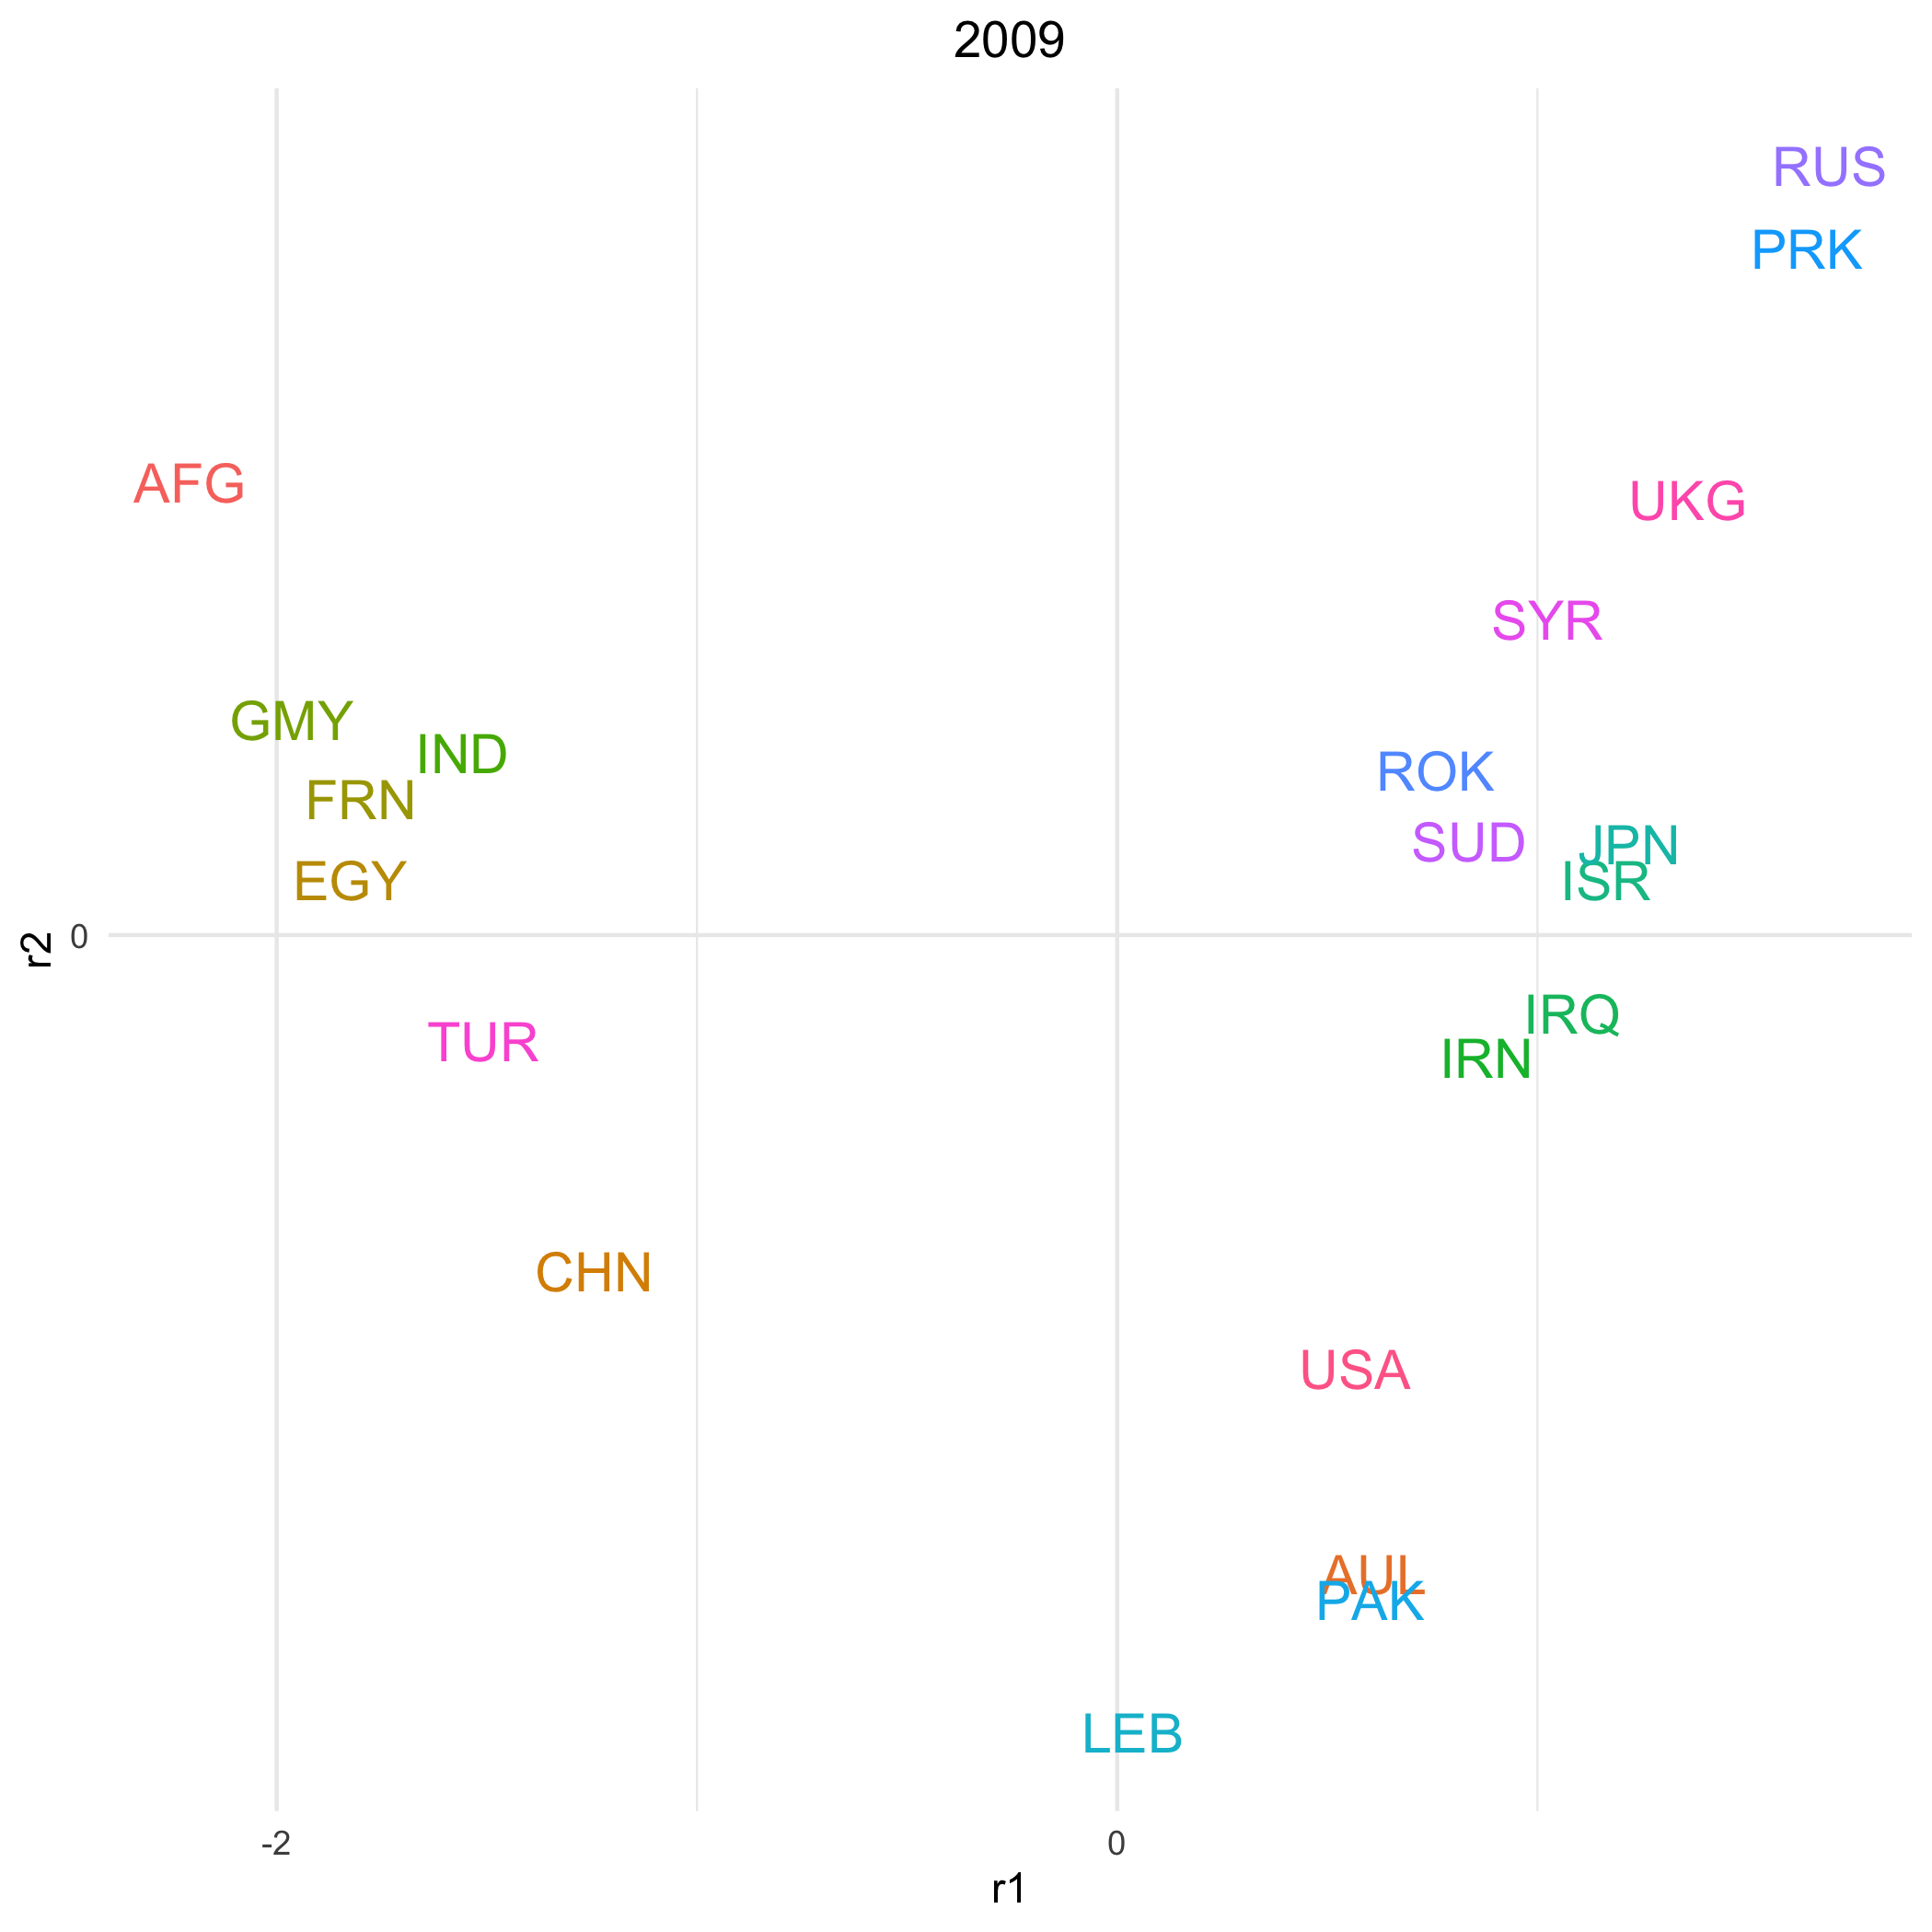 2009
RUS
PRK
AFG
UKG
SYR
GMY
IND
ROK
FRN
SUD
JPN
EGY
ISR
r2
0
IRQ
TUR
IRN
CHN
USA
AUL
PAK
LEB
-2
0
r1